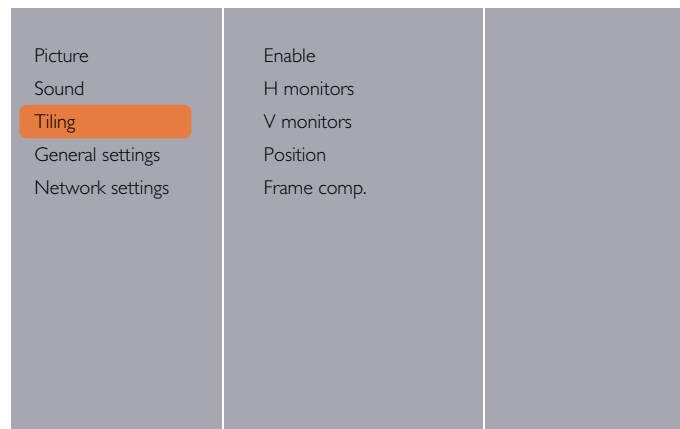 Picture
Sound
Tiling
General settings
Network settings
Enable
H monitors
V monitors
Position
Frame comp.